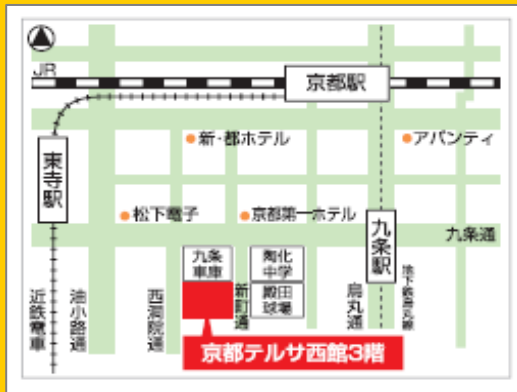 JR
京都駅
新・都ホテル
アバンティ
東寺駅
松下電子
京都第一ホテル
九条駅
九条通
九条
車庫
陶化
中学
殿田
球場
近鉄電車
油小路通
西洞院通
新町通
烏丸通
地下鉄烏丸線
京都テルサ西館3階